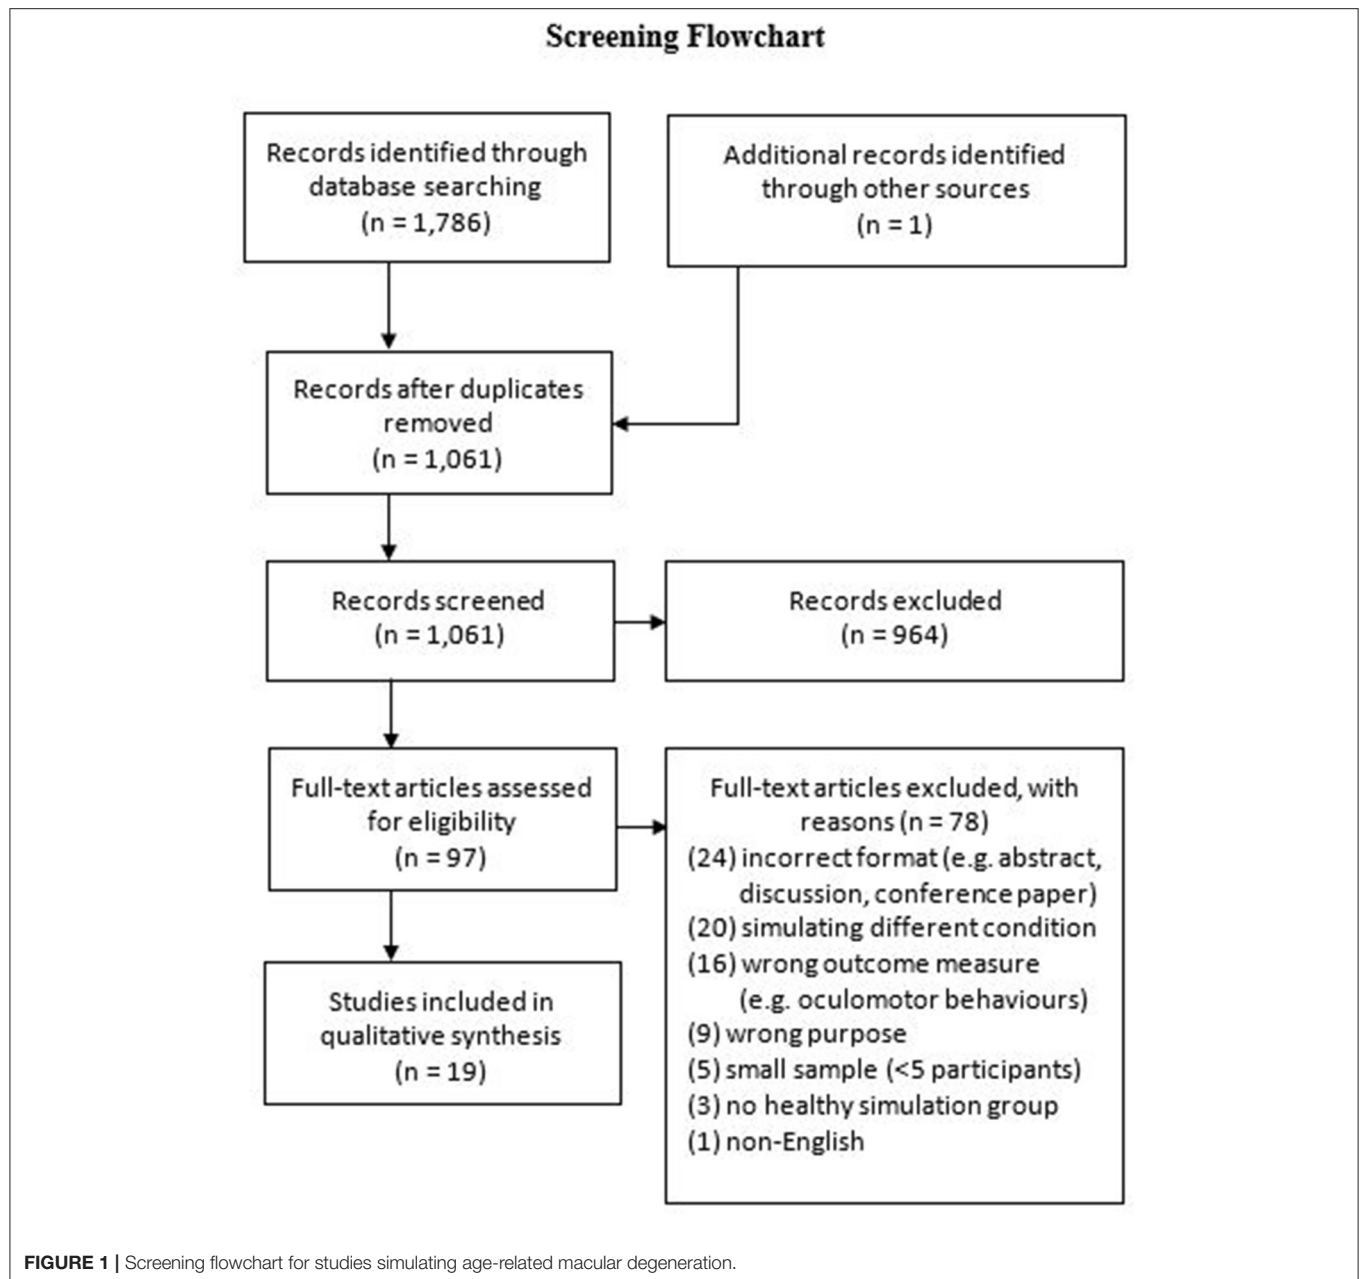 Screening Flowchart
Records identified through
database searching
(n = 1,786)
Additional records identified
through other sources
(n = 1)
Records after duplicates
removed
(n = 1,061)
Records screened
(n = 1,061)
Records excluded
(n = 964)
Full-text articles assessed
for eligibility
(n = 97)
Full-text articles excluded, with
reasons (n = 78)
(24) incorrect format (e.g. abstract,
discussion, conference paper)
(20) simulating different condition
(16) wrong outcome measure
(e.g. oculomotor behaviours)
(9) wrong purpose
(5) small sample (<5 participants)
(3) no healthy simulation group
(1) non-English
Studies included in
qualitative synthesis
(n = 19)
FIGURE 1 | Screening flowchart for studies simulating age-related macular degeneration.